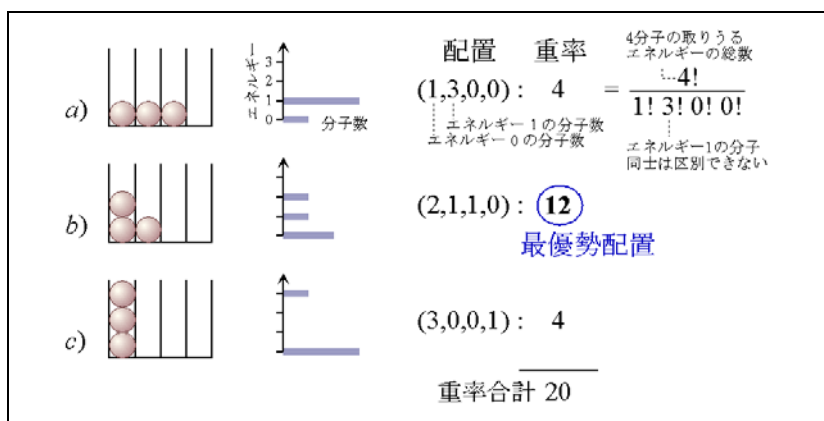 配置 重率
4分子の取りうる
エネルギーの総数
a)
エネルギー
3
2
1
0
分子数
(1,3,0,0) : 4 = 4! / 1! 3! 0! 0!
エネルギー1の分子数
エネルギー0の分子数
エネルギー1の分子
同士は区別できない
b)
(2,1,1,0) : 12
最優勢配置
c)
(3,0,0,1) : 4
重率合計 20